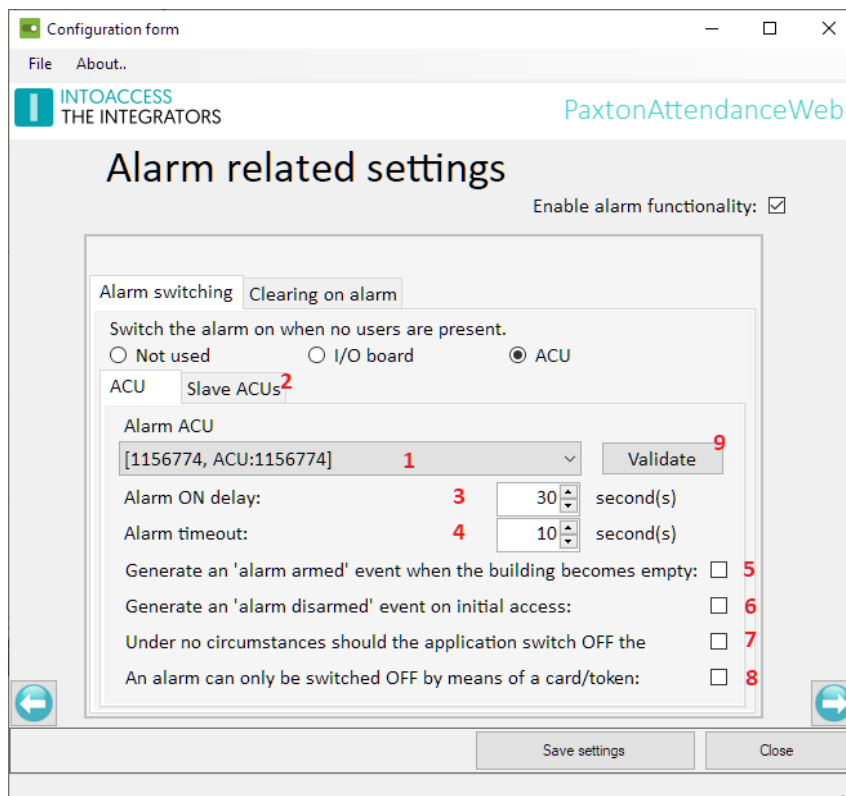 Configuration form
File About..
INTOACCESS
THE INTEGRATORS
PaxtonAttendanceWeb
Alarm related settings
Enable alarm functionality:
Alarm switching Clearing on alarm
Switch the alarm on when no users are present.
Not used I/O board ACU
ACU Slave ACUs 2
Alarm ACU
[1156774, ACU:1156774] 1 Validate 9
Alarm ON delay: 3 30 second(s)
Alarm timeout: 4 10 second(s)
Generate an 'alarm armed' event when the building becomes empty: 5
Generate an 'alarm disarmed' event on initial access: 6
Under no circumstances should the application switch OFF the 7
An alarm can only be switched OFF by means of a card/token: 8
Save settings Close